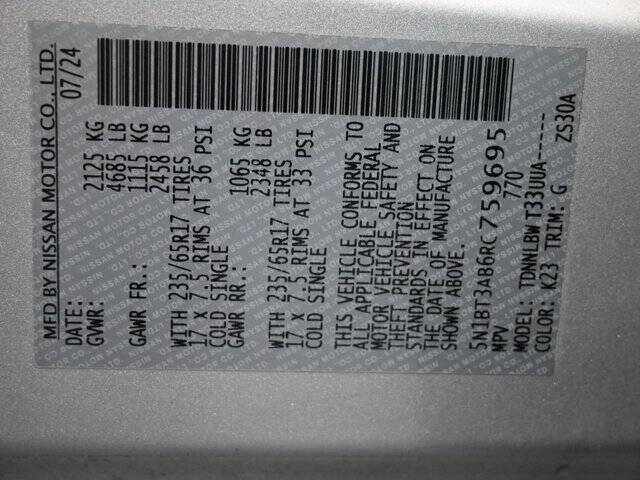 MFD BY NISSAN MOTOR CO., LTD.
DATE: 07/24
GVWR: 2125 KG
4685 LB
GAWR FR.: 1115 KG
2458 LB
WITH 235/65R17 TIRES
17 X 7.5 RIMS AT 36 PSI
COLD SINGLE
GAWR RR.: 1065 KG
2348 LB
WITH 235/65R17 TIRES
17 X 7.5 RIMS AT 33 PSI
COLD SINGLE
THIS VEHICLE CONFORMS TO
ALL APPLICABLE FEDERAL
MOTOR VEHICLE SAFETY AND
THEFT PREVENTION
STANDARDS IN EFFECT ON
THE DATE OF MANUFACTURE
SHOWN ABOVE.
5N1BT3AB6RC759695
MPV 770
MODEL: TDNNLBW T33UUA-----
COLOR: K23 TRIM: G ZS30A